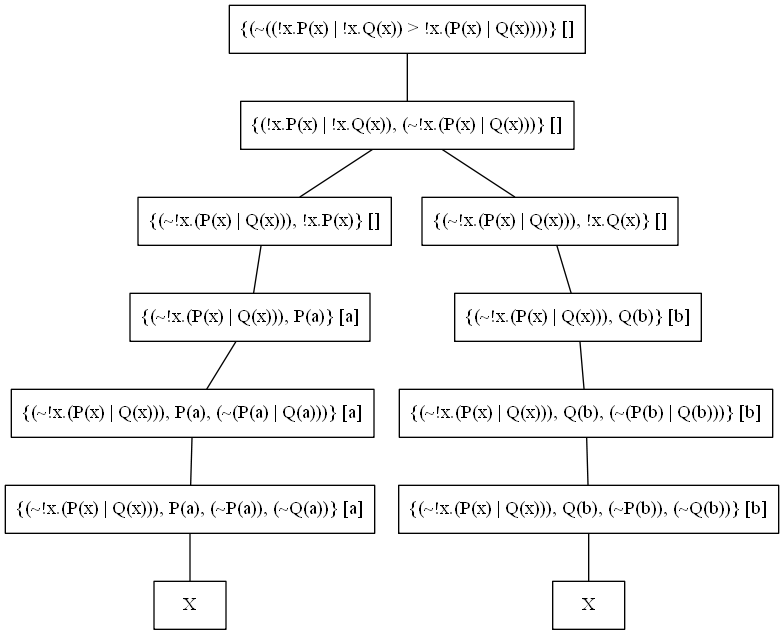 {(~((!x.P(x) | !x.Q(x)) > !x.(P(x) | Q(x))))} []
{(!x.P(x) | !x.Q(x)), (~!x.(P(x) | Q(x)))} []
{(~!x.(P(x) | Q(x))), !x.P(x)} []
{(~!x.(P(x) | Q(x))), !x.Q(x)} []
{(~!x.(P(x) | Q(x))), P(a)} [a]
{(~!x.(P(x) | Q(x))), Q(b)} [b]
{(~!x.(P(x) | Q(x))), P(a), (~(P(a) | Q(a)))} [a]
{(~!x.(P(x) | Q(x))), Q(b), (~(P(b) | Q(b)))} [b]
{(~!x.(P(x) | Q(x))), P(a), (~P(a)), (~Q(a))} [a]
{(~!x.(P(x) | Q(x))), Q(b), (~P(b)), (~Q(b))} [b]
X
X